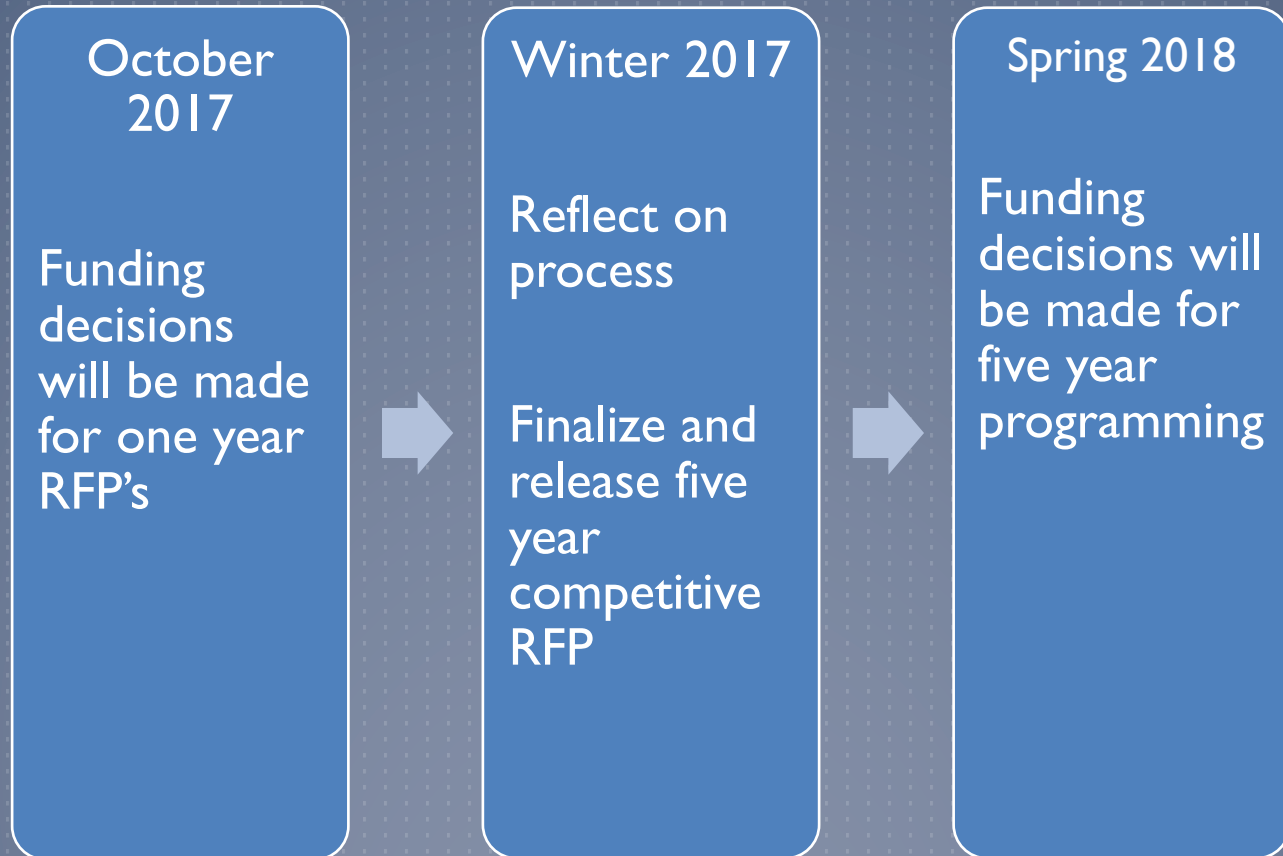 October
2017
Funding
decisions
will be made
for one year
RFP’s
Winter 2017
Reflect on
process
Finalize and
release five
year
competitive
RFP
Spring 2018
Funding
decisions will
be made for
five year
programming